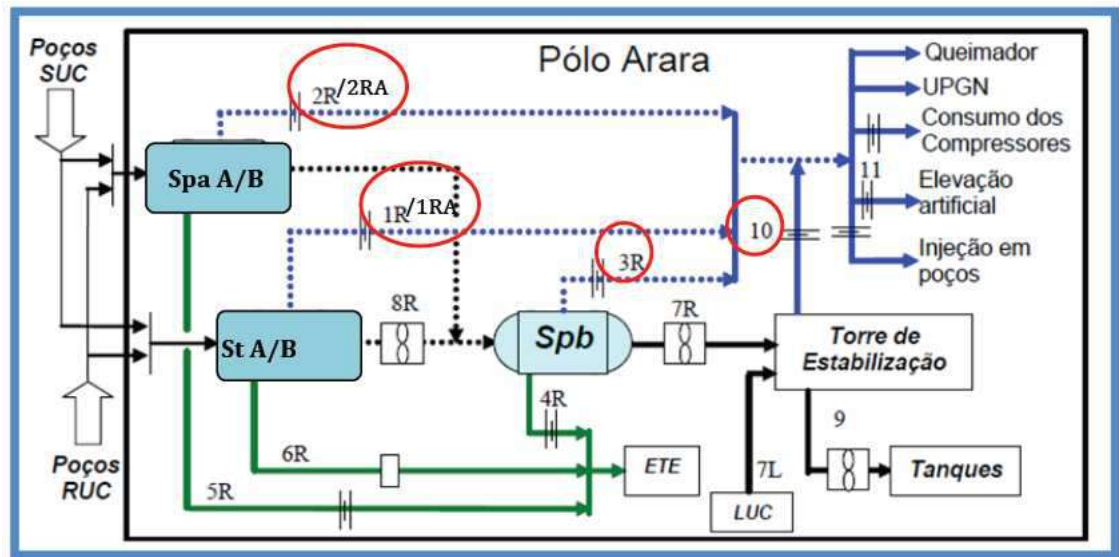 Pólo Arara
Poços
SUC
2R/2RA
Queimador
UPGN
Consumo dos
Compressores
Spa A/B
1R/1RA
11
Elevação
artificial
10
3R
Injeção em
poços
8R
7R
St A/B
Spb
Torre de
Estabilização
4R
9
6R
ETE
7L
Tanques
Poços
RUC
5R
LUC